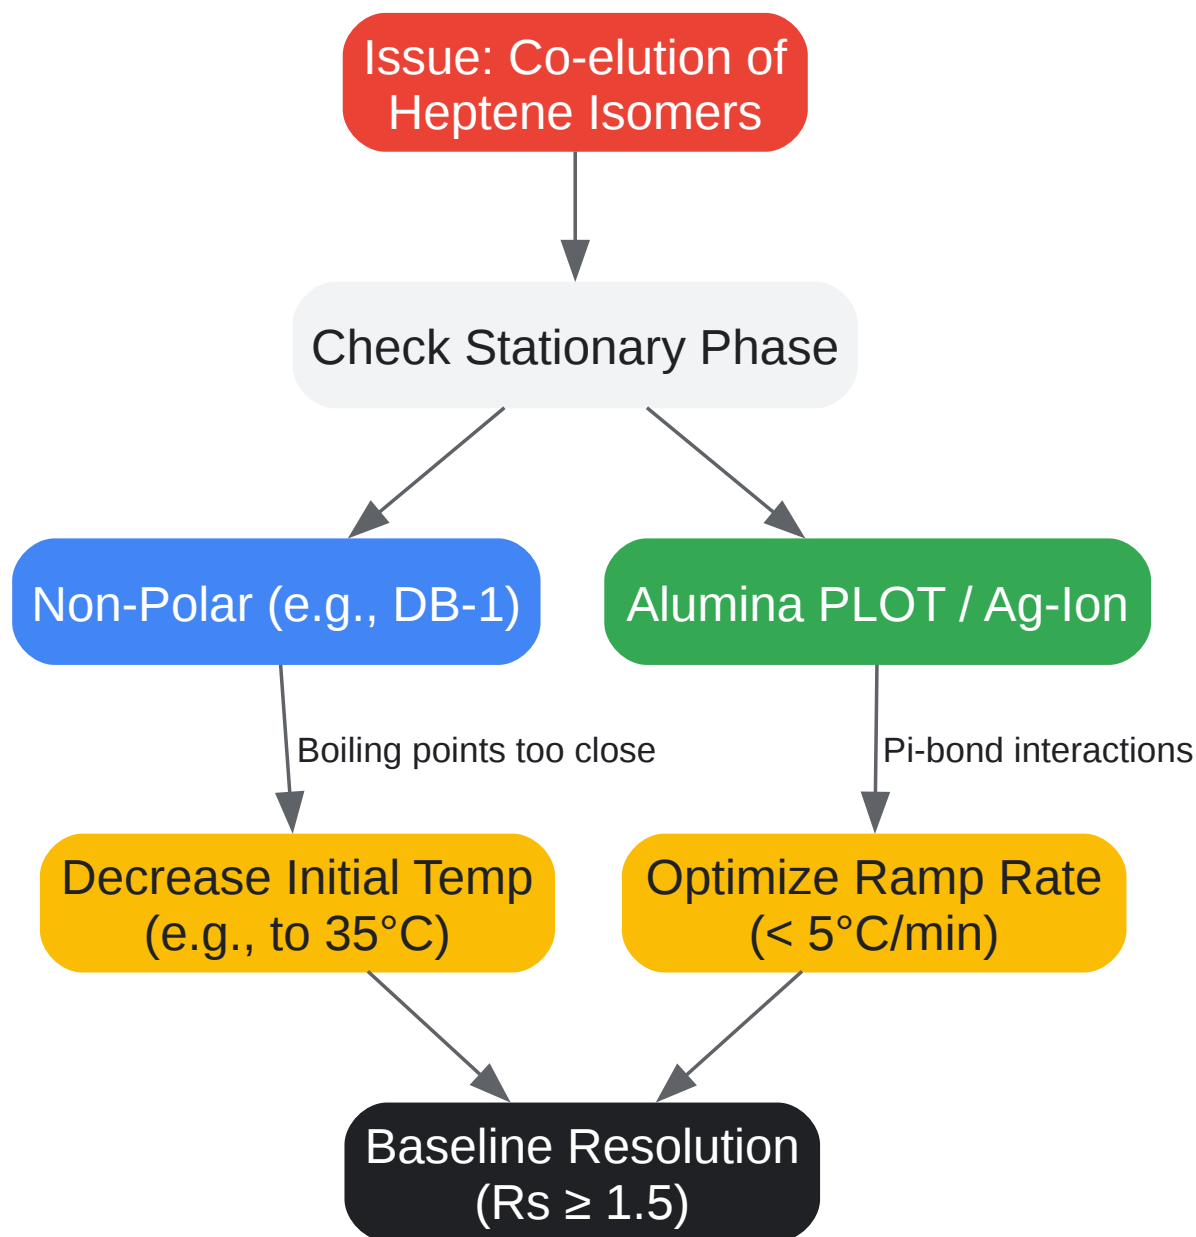 Issue: Co-elution of
Heptene Isomers
Check Stationary Phase
Non-Polar (e.g., DB-1)
Alumina PLOT / Ag-Ion
Boiling points too close
Pi-bond interactions
Decrease Initial Temp
(e.g., to 35°C)
Optimize Ramp Rate
(< 5°C/min)
Baseline Resolution
(Rs ≥ 1.5)